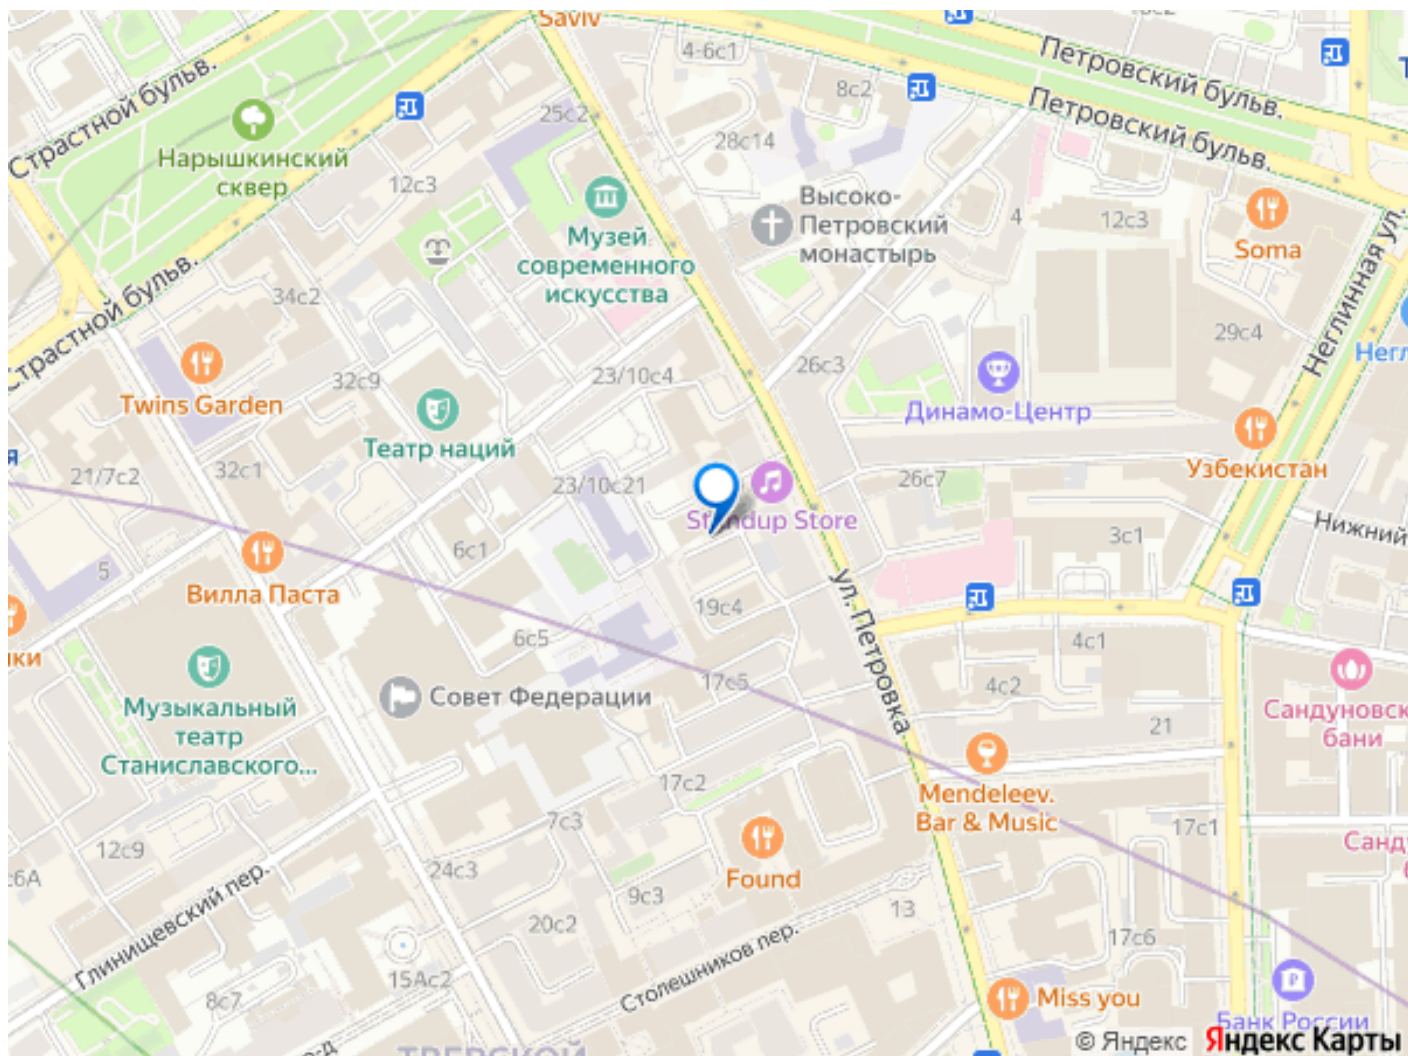 Saviv
4-6с1
Петровский бульв.
Страстной бульв.
25с2
8с2
Петровский бульв.
28с14
Нарышкинский
сквер
12с3
Высоко-
Петровский
монастырь
4
12с3
Soma
Музей
современного
искусства
34с2
Страстной бульв.
Неглинная ул.
29с4
Twins Garden
32с9
23/10с4
26с3
Динамо-Центр
Театр наций
21/7с2
32с1
23/10с21
26с7
Узбекистан
Standup Store
Нижний
6с1
3с1
5
Вилла Паста
19с4
ул. Петровка
6с5
4с1
17с5
4с2
Совет Федерации
21
Музыкальный
театр
Станиславского...
Сандуновск
бани
17с2
Mendeleev.
Bar & Music
7с3
17с1
12с9
24с3
Found
Глинищевский пер.
9с3
13
20с2
17с6
Столешников пер.
15Ас2
8с7
Miss you
Банк России
© Яндекс Яндекс Карты